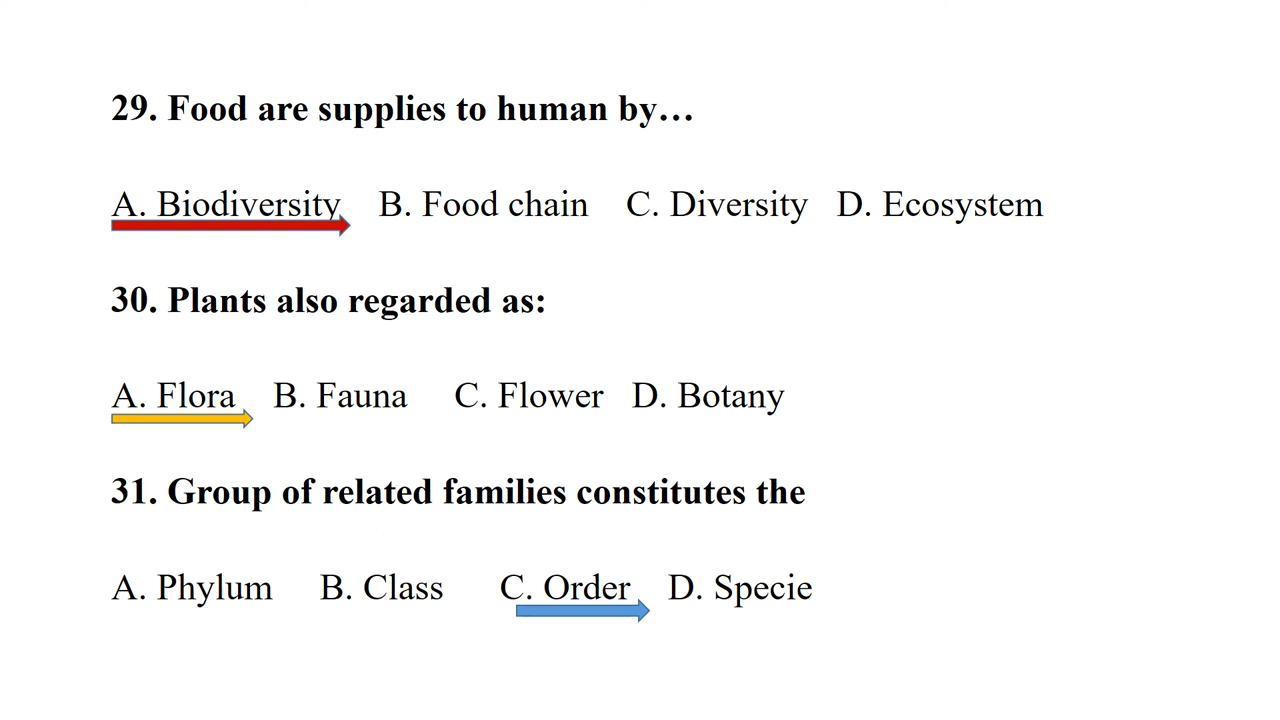 29. Food are supplies to human by…
A. Biodiversity B. Food chain C. Diversity D. Ecosystem
30. Plants also regarded as:
A. Flora B. Fauna C. Flower D. Botany
31. Group of related families constitutes the
A. Phylum B. Class C. Order D. Specie